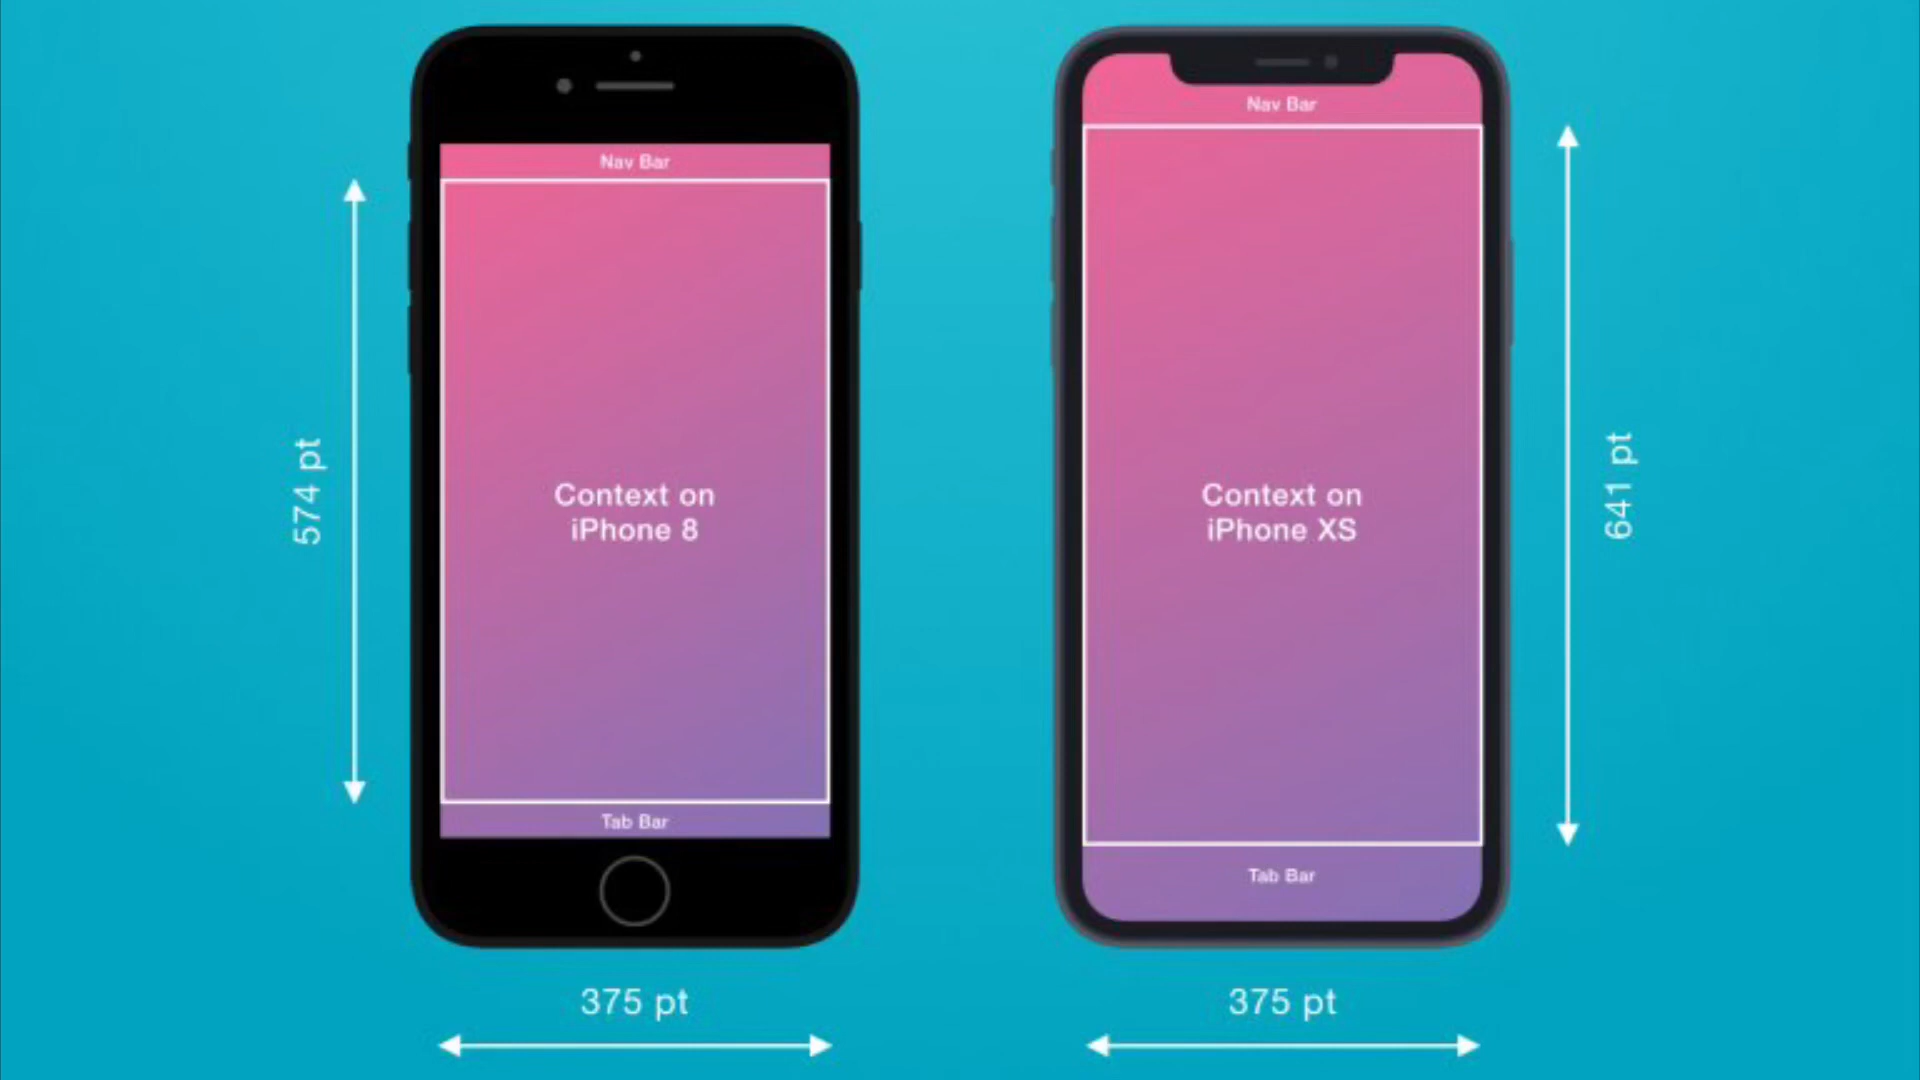 Nav Bar
574 pt
Context on
iPhone 8
Tab Bar
375 pt
Nav Bar
Context on
iPhone XS
641 pt
Tab Bar
375 pt